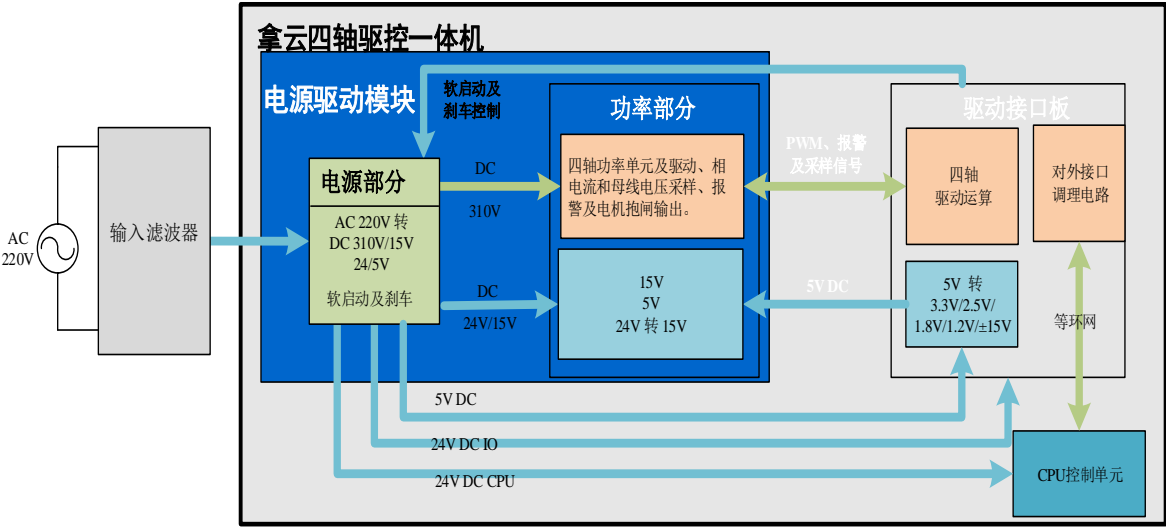 拿云四轴驱控一体机
电源驱动模块
软启动及
刹车控制
功率部分
驱动接口板
AC
220V
输入滤波器
电源部分
AC 220V 转
DC 310V/15V
24/5V
软启动及刹车
DC
310V
DC
24V/15V
四轴功率单元及驱动、相
电流和母线电压采样、报
警及电机抱闸输出。
15V
5V
24V 转 15V
PWM、报警
及采样信号
5V DC
四轴
驱动运算
对外接口
调理电路
5V 转
3.3V/2.5V/
1.8V/1.2V/±15V
等环网
5V DC
24V DC IO
24V DC CPU
CPU控制单元